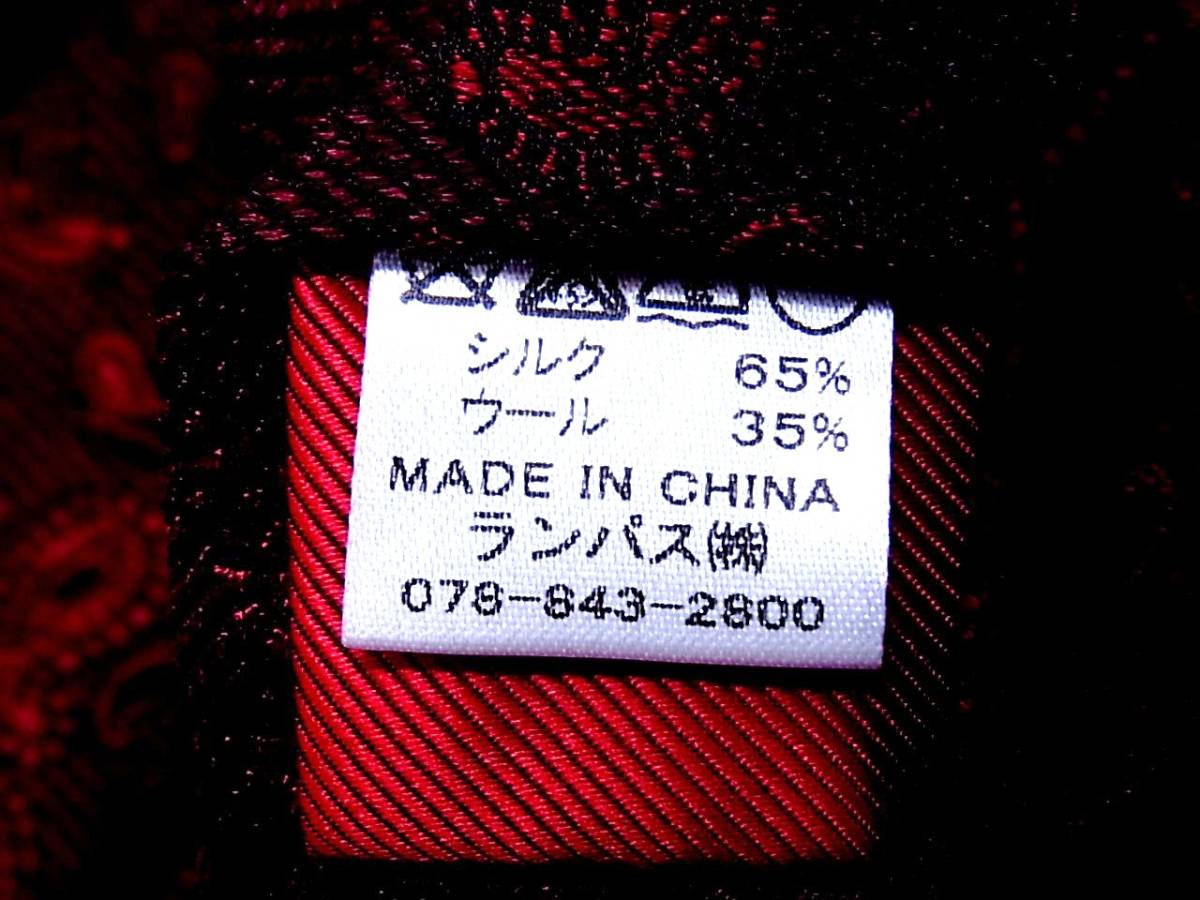 シルク 65%
ウール 35%
MADE IN CHINA
ランパス(株)
078-843-2800